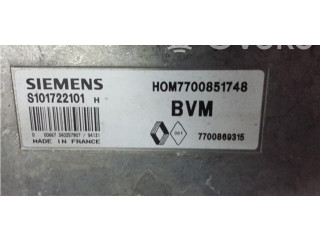 SIEMENS
S101722101 H
MADE IN FRANCE
HOM7700851748
BVM
7700869315